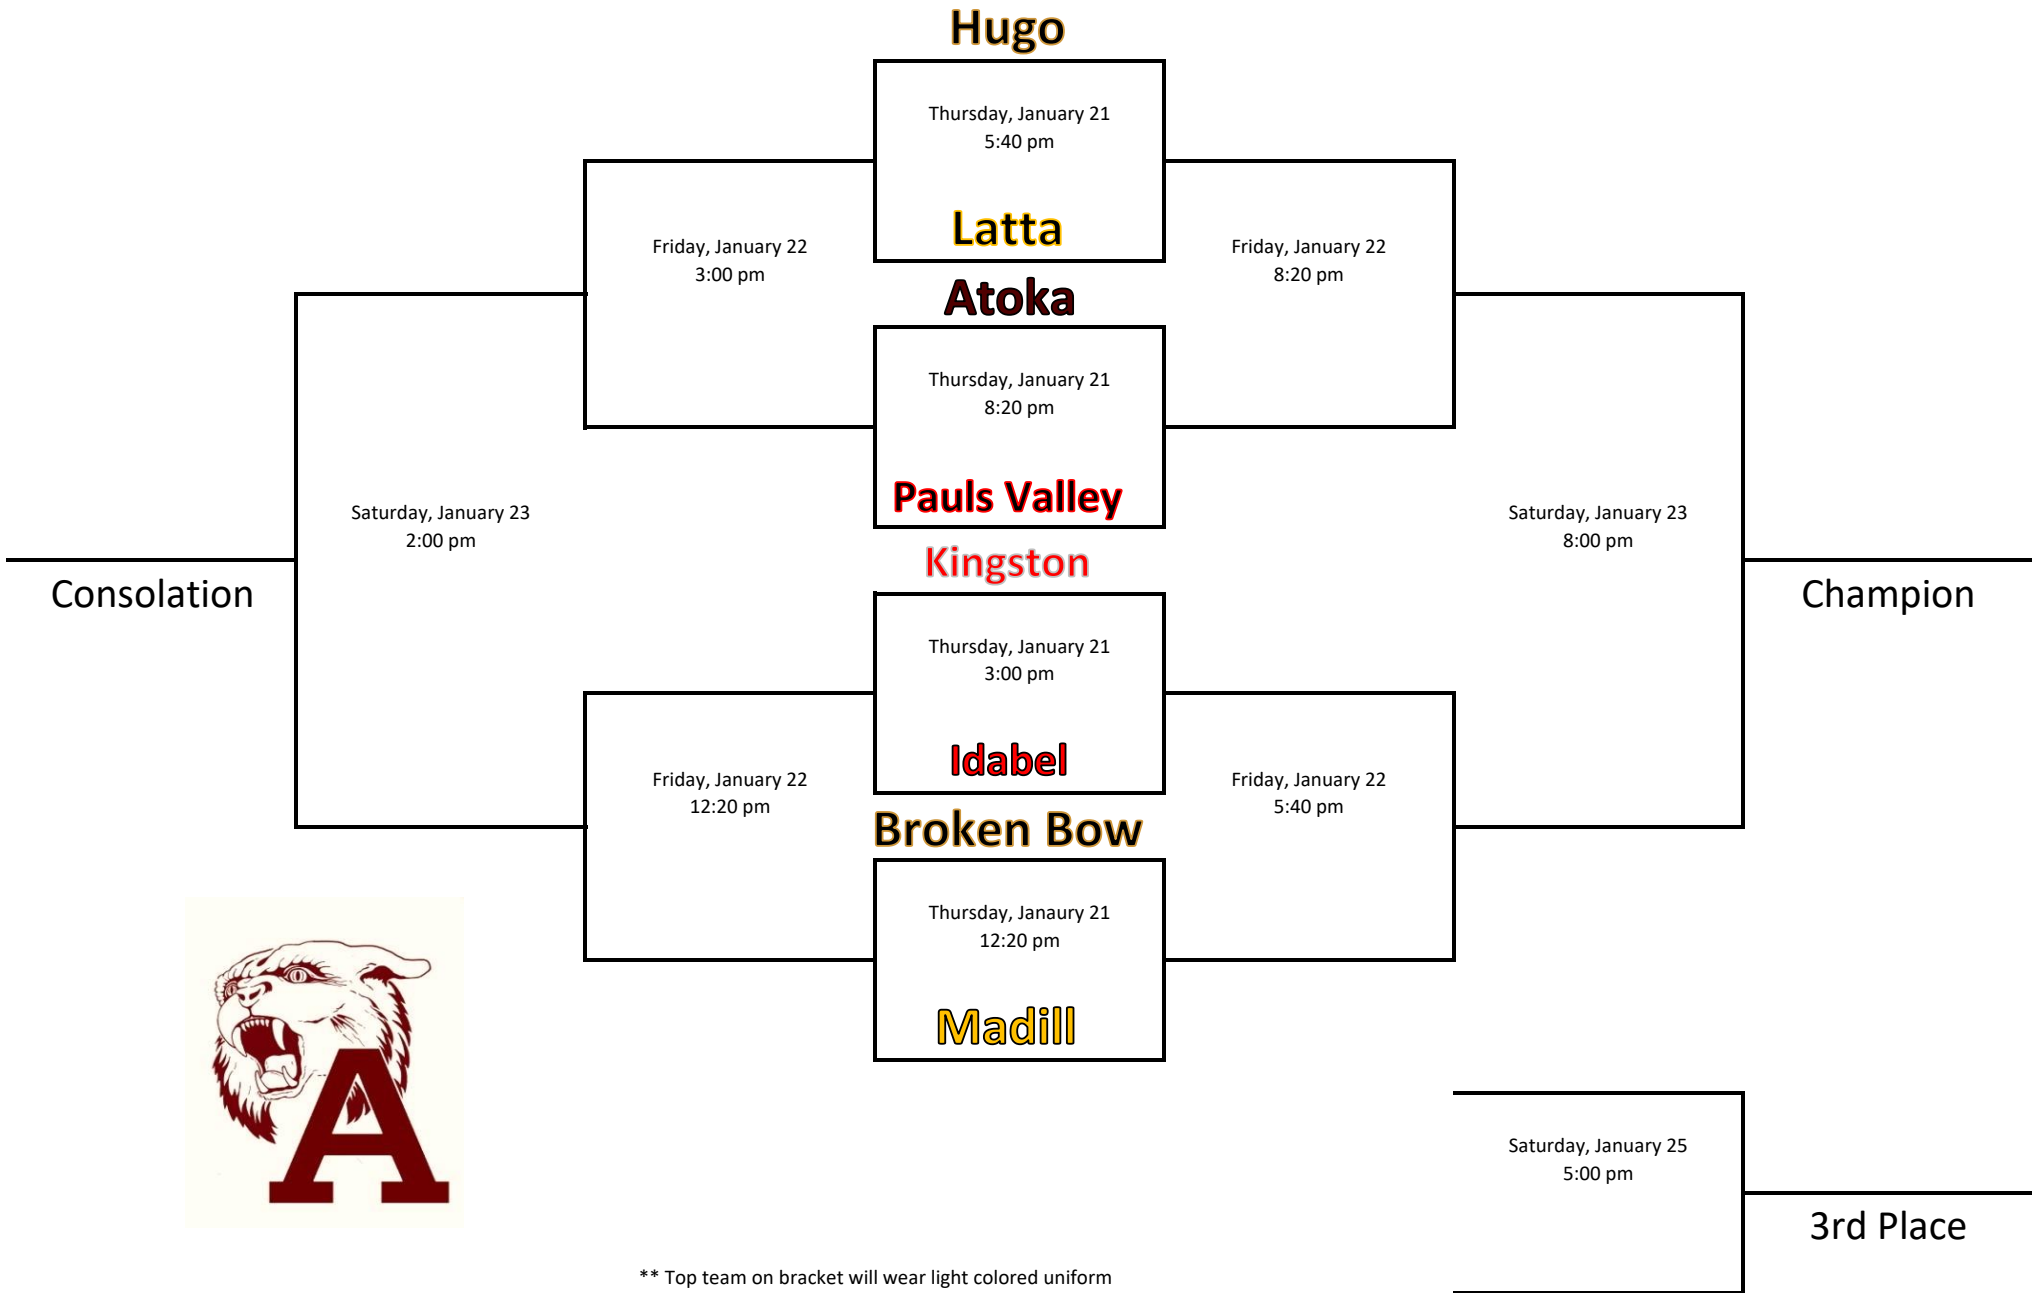 Hugo
Thursday, January 21
5:40 pm
Latta
Friday, January 22
3:00 pm
Friday, January 22
8:20 pm
Atoka
Thursday, January 21
8:20 pm
Pauls Valley
Saturday, January 23
2:00 pm
Saturday, January 23
8:00 pm
Kingston
Consolation
Champion
Thursday, January 21
3:00 pm
Idabel
Friday, January 22
12:20 pm
Friday, January 22
5:40 pm
Broken Bow
Thursday, Janaury 21
12:20 pm
Madill
A
Saturday, January 25
5:00 pm
3rd Place
** Top team on bracket will wear light colored uniform